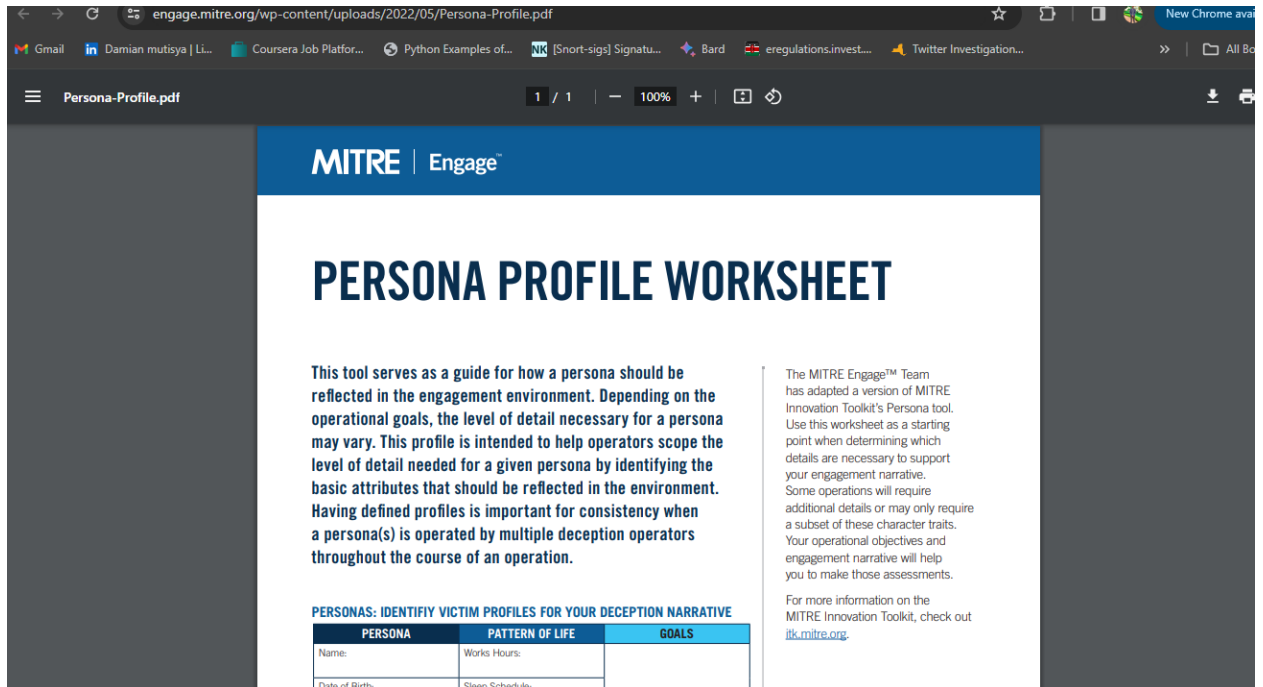 engage.mitre.org/wp-content/uploads/2022/05/Persona-Profile.pdf
New Chrome avai
Gmail
Damian mutisya | Li...
Coursera Job Platfor...
Python Examples of...
NK [Snort-sigs] Signatu...
Bard
eregulations.invest....
Twitter Investigation...
»
All Bo
Persona-Profile.pdf
1 / 1
100%
MITRE | Engage™
PERSONA PROFILE WORKSHEET
This tool serves as a guide for how a persona should be
reflected in the engagement environment. Depending on the
operational goals, the level of detail necessary for a persona
may vary. This profile is intended to help operators scope the
level of detail needed for a given persona by identifying the
basic attributes that should be reflected in the environment.
Having defined profiles is important for consistency when
a persona(s) is operated by multiple deception operators
throughout the course of an operation.
The MITRE Engage™ Team
has adapted a version of MITRE
Innovation Toolkit's Persona tool.
Use this worksheet as a starting
point when determining which
details are necessary to support
your engagement narrative.
Some operations will require
additional details or may only require
a subset of these character traits.
Your operational objectives and
engagement narrative will help
you to make those assessments.
For more information on the
MITRE Innovation Toolkit, check out
itk.mitre.org.
PERSONAS: IDENTIFIY VICTIM PROFILES FOR YOUR DECEPTION NARRATIVE
PERSONA
PATTERN OF LIFE
GOALS
Name:
Works Hours:
Date of Birth:
Sleep Schedule: